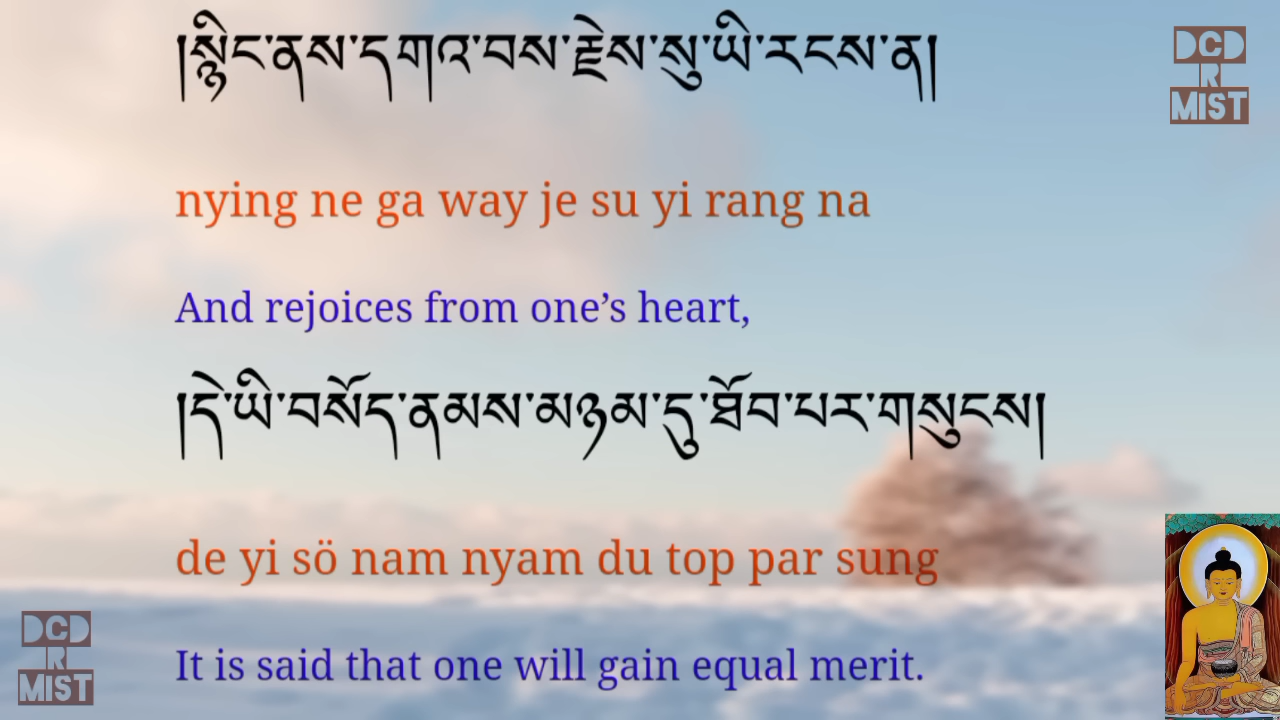 །སྙིང་ནས་དགའ་བས་རྗེས་སུ་ཡི་རངས་ན།
DCD
R
MIST
nying ne ga way je su yi rang na
And rejoices from one’s heart,
།དེ་ཡི་བསོད་ནམས་མཉམ་དུ་ཐོབ་པར་གསུངས།
de yi sö nam nyam du top par sung
DCD
R
MIST
It is said that one will gain equal merit.